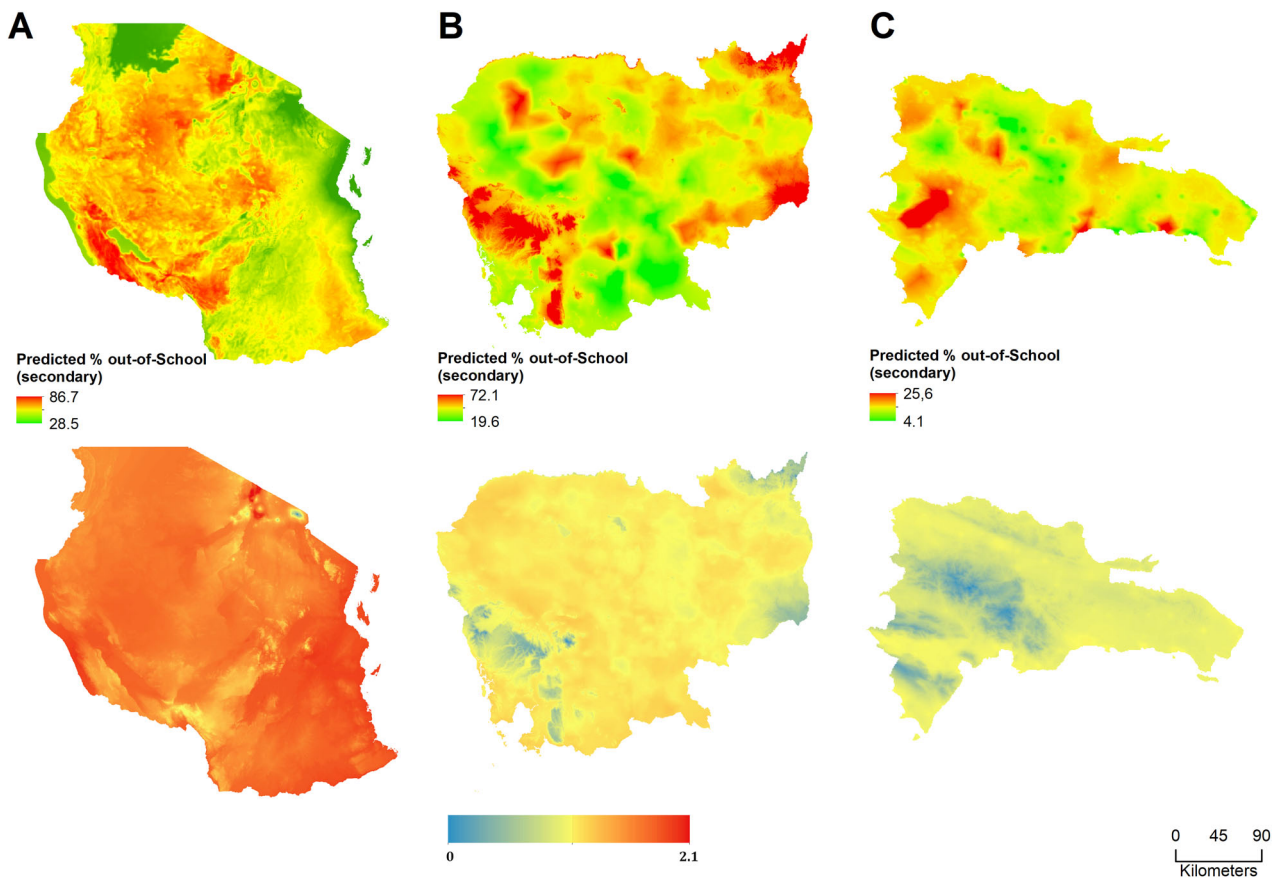 A
B
C
Predicted % out-of-School
(secondary)
86.7
28.5
Predicted % out-of-School
(secondary)
72.1
19.6
Predicted % out-of-School
(secondary)
25,6
4.1
0
2.1
0 45 90
Kilometers